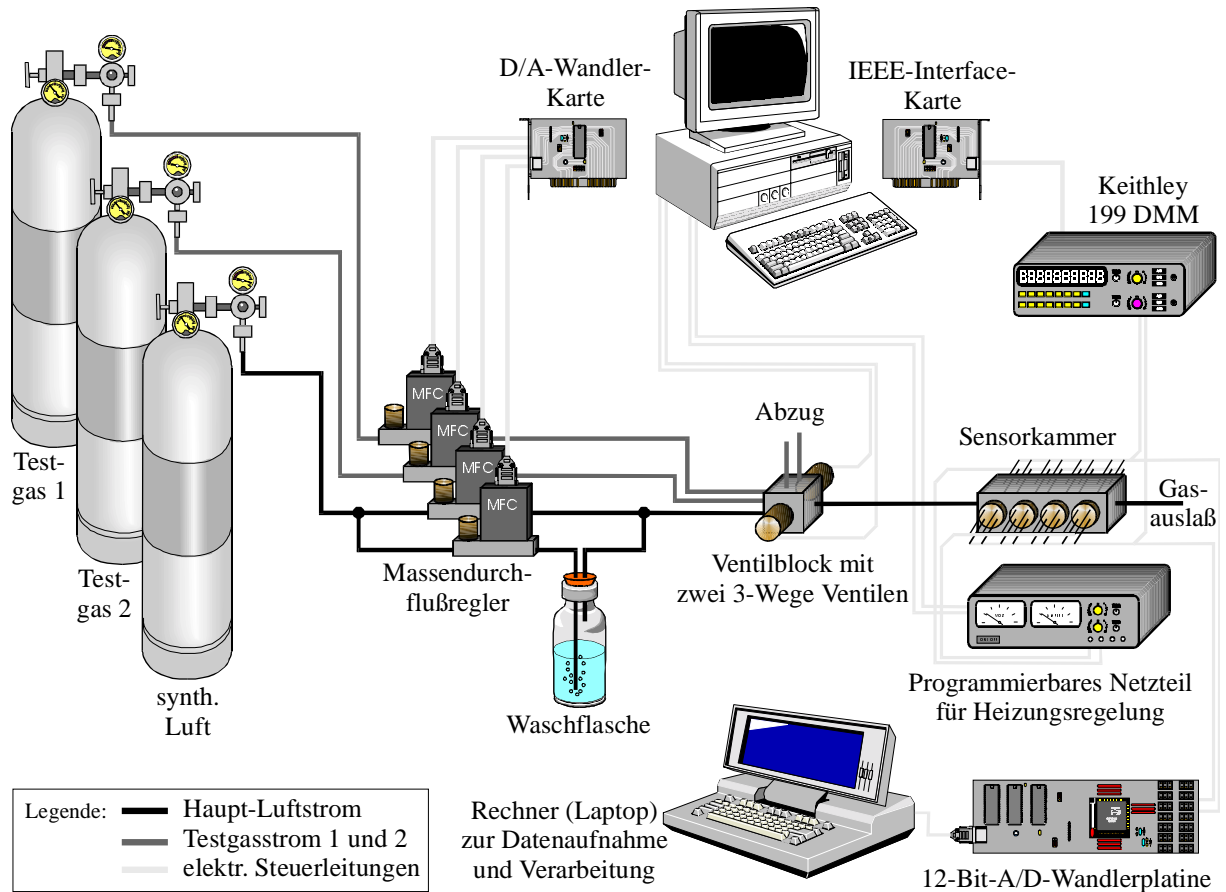 D/A-Wandler-
Karte
IEEE-Interface-
Karte
Keithley
199 DMM
MFC
MFC
MFC
MFC
Abzug
Sensorkammer
Gas-
auslaß
Test-
gas 1
Test-
gas 2
synth.
Luft
Massendurch-
flußregler
Waschflasche
Ventilblock mit
zwei 3-Wege Ventilen
Programmierbares Netzteil
für Heizungsregelung
Legende:
Haupt-Luftstrom
Testgasstrom 1 und 2
elektr. Steuerleitungen
Rechner (Laptop)
zur Datenaufnahme
und Verarbeitung
12-Bit-A/D-Wandlerplatine